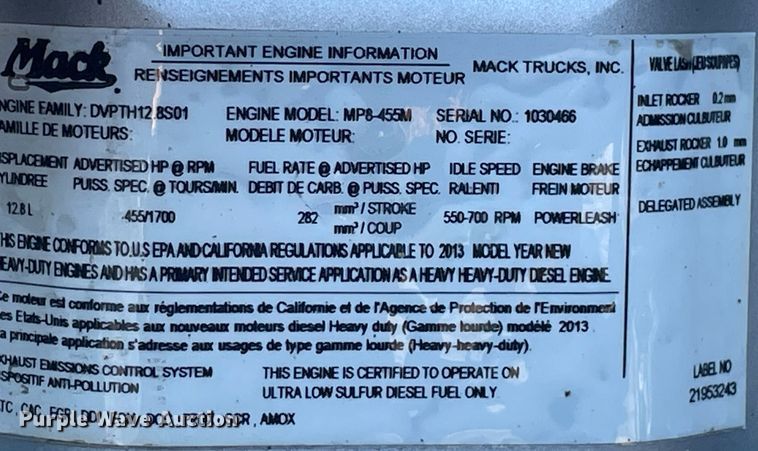 Mack
IMPORTANT ENGINE INFORMATION
RENSEIGNEMENTS IMPORTANTS MOTEUR
MACK TRUCKS, INC.
NGINE FAMILY: DVPTH12.8S01 ENGINE MODEL: MP8-455M SERIAL NO.: 1030466
AMILLE DE MOTEURS: MODELE MOTEUR: NO. SERIE:
ISPLACEMENT ADVERTISED HP @ RPM FUEL RATE @ ADVERTISED HP IDLE SPEED ENGINE BRAKE
YLINDREE PUISS. SPEC. @ TOURS/MIN. DEBIT DE CARB. @ PUISS. SPEC. RALENTI FREIN MOTEUR
12.8 L 455/1700 282 mm³ / STROKE 550-700 RPM POWERLEASH
mm³ / COUP
HIS ENGINE CONFORMS TO U.S EPA AND CALIFORNIA REGULATIONS APPLICABLE TO 2013 MODEL YEAR NEW
EAVY-DUTY ENGINES AND HAS A PRIMARY INTENDED SERVICE APPLICATION AS A HEAVY HEAVY-DUTY DIESEL ENGINE.
Ce moteur est conforme aux réglementations de Californie et de l'Agence de Protection de l'Environment
es Etats-Unis applicables aux nouveaux moteurs diesel Heavy duty (Gamme lourde) modélé 2013.
a principale application s'adresse aux usages de type gamme lourde (Heavy-heavy-duty).
XHAUST EMISSIONS CONTROL SYSTEM THIS ENGINE IS CERTIFIED TO OPERATE ON
ISPOSITIF ANTI-POLLUTION ULTRA LOW SULFUR DIESEL FUEL ONLY.
TC, CAC, EGR, AMOX
VALVE LASH (JEU SOUPAPES)
INLET ROCKER 0.2 mm
ADMISSION CULBUTEUR
EXHAUST ROCKER 1.0 mm
ECHAPPEMENT CULBUTEUR
DELEGATED ASSEMBLY
LABEL NO
21953243
Purple Wave Auction